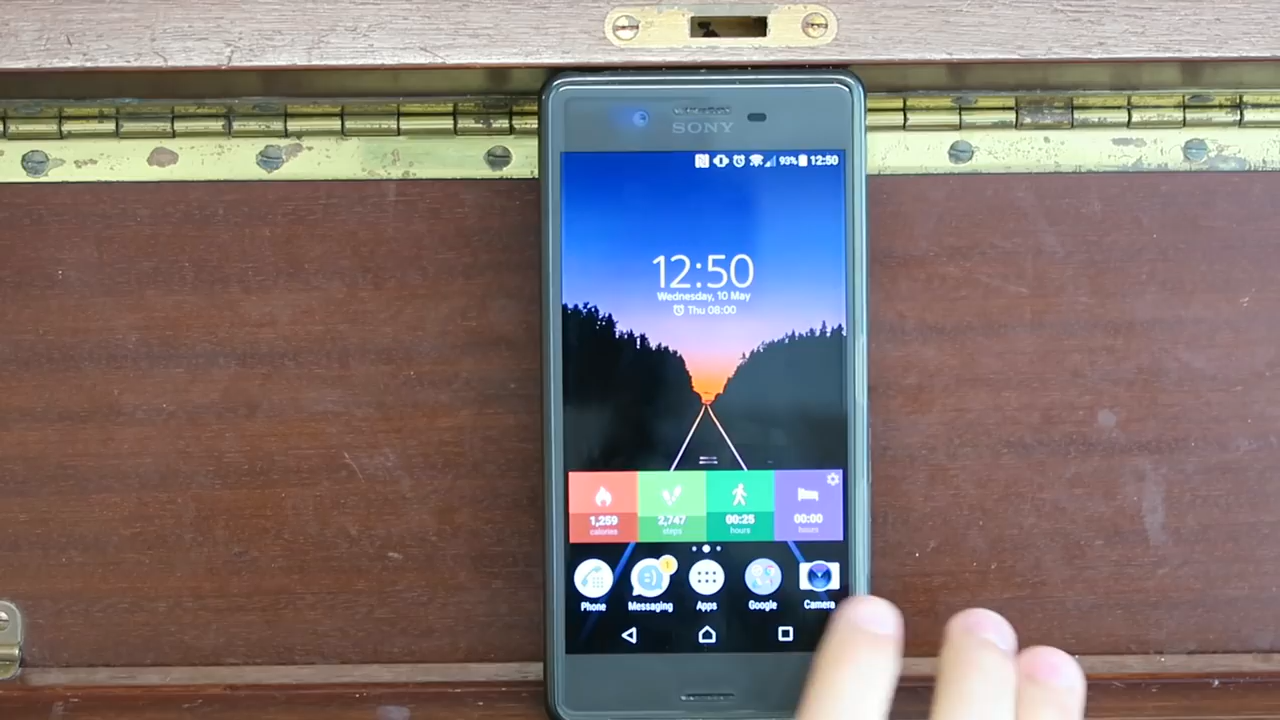 SONY
93% 12:50
12:50
Wednesday, 10 May
Thu 08:00
1,259 2,747 00:25 00:00
calories steps hours hours
1
Phone Messaging Apps Google Camera